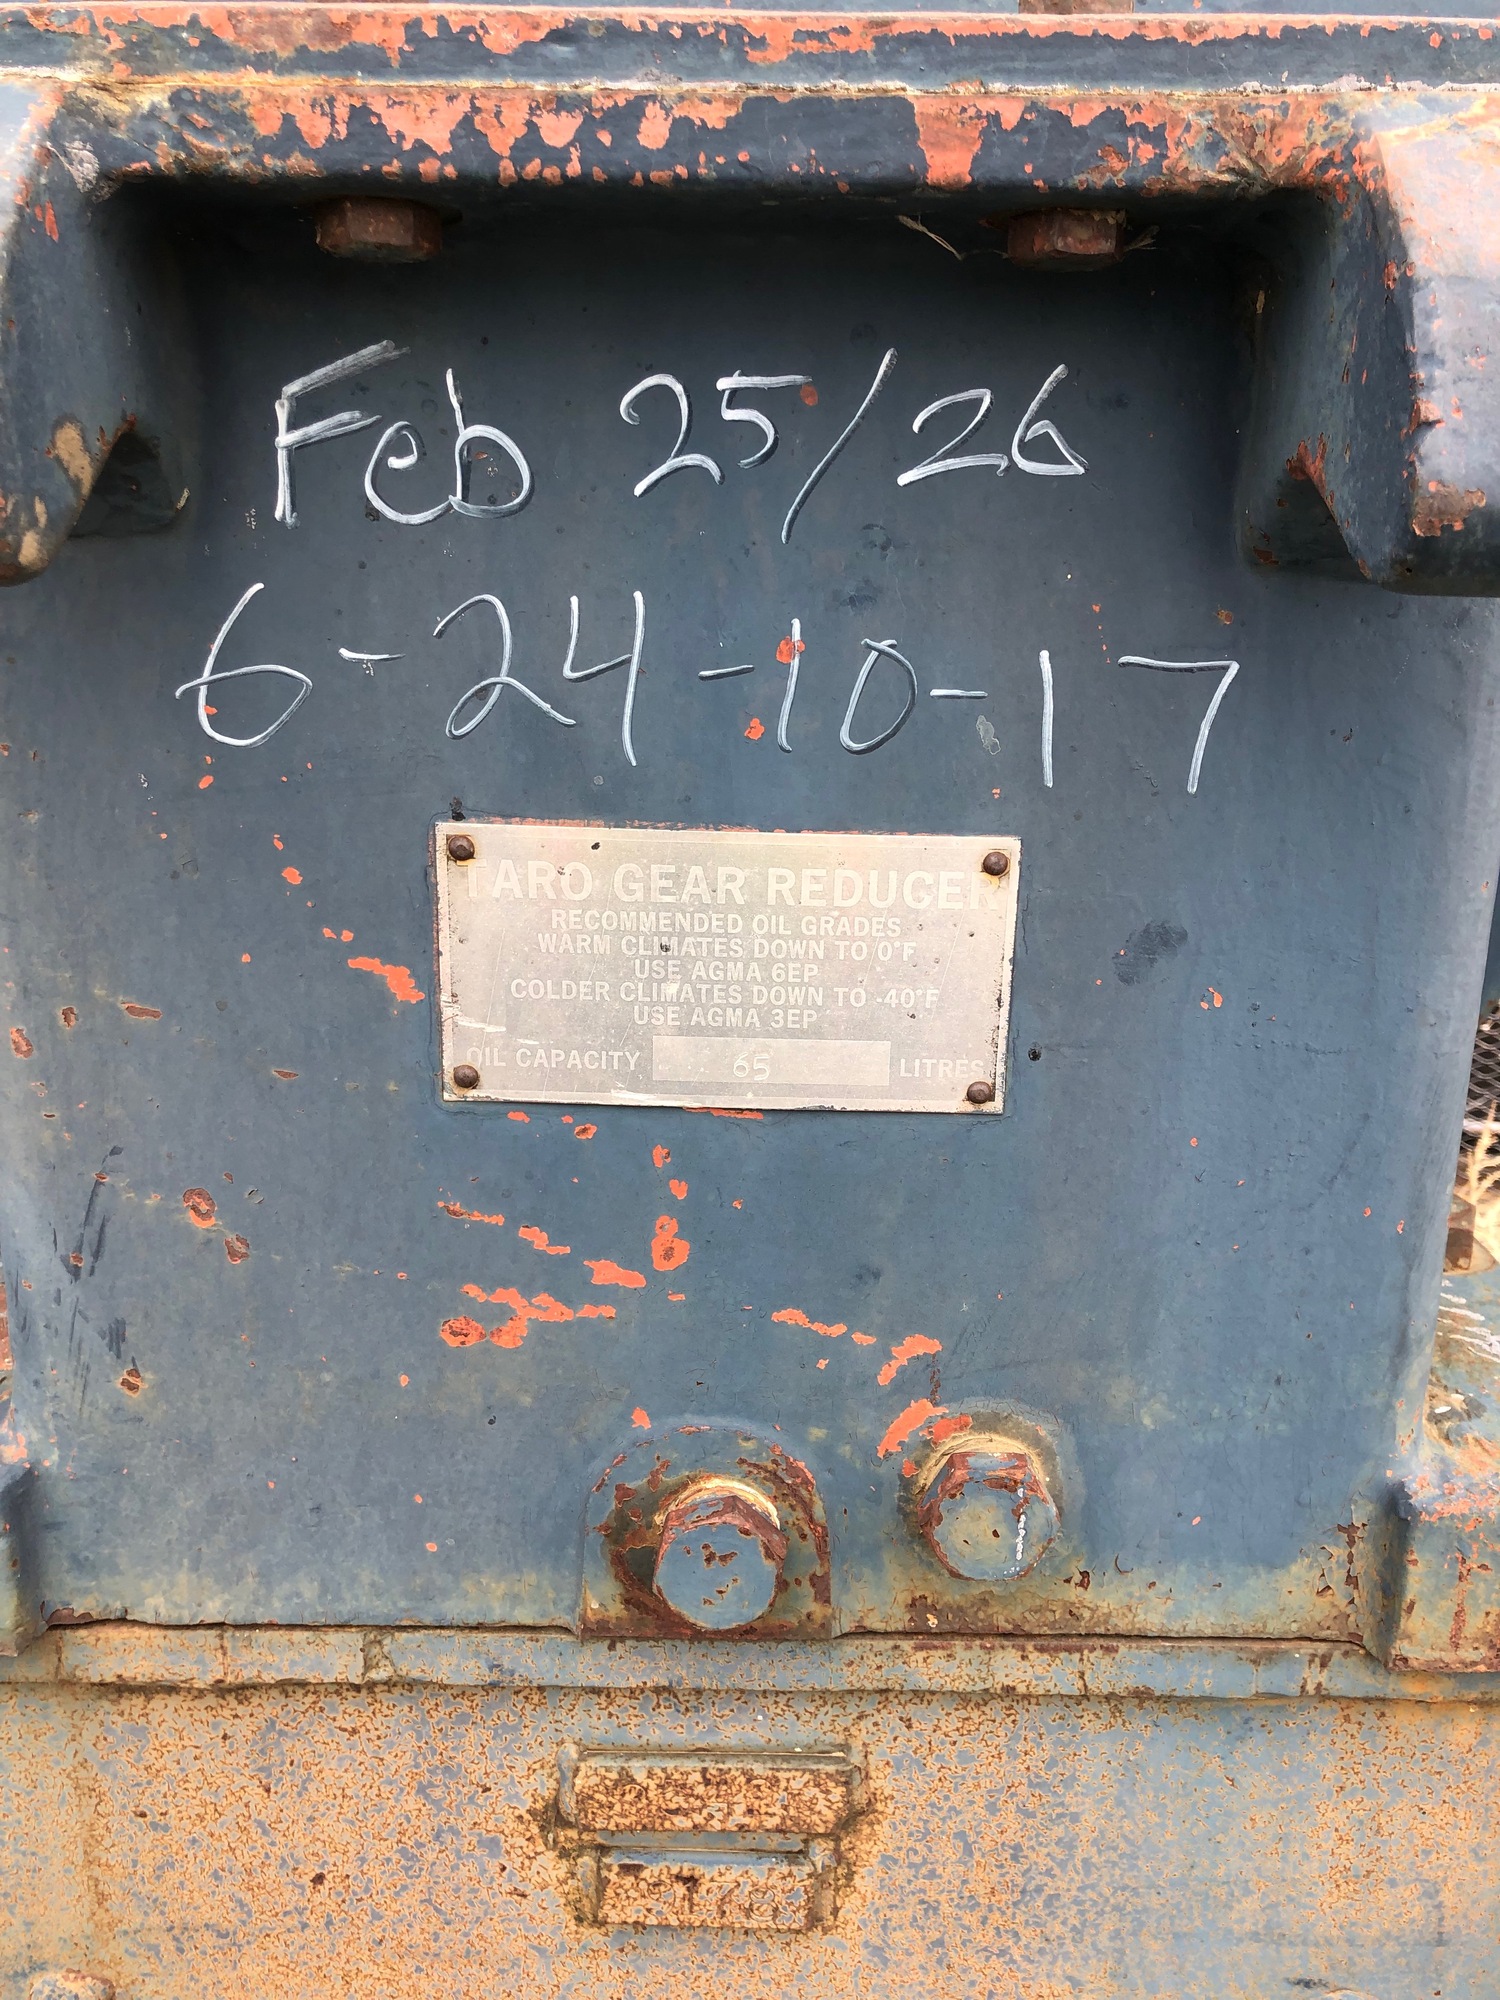 Feb 25/26
6-24-10-17
TARO GEAR REDUCER
RECOMMENDED OIL GRADES
WARM CLIMATES DOWN TO 0°F
USE AGMA 6EP
COLDER CLIMATES DOWN TO -40°F
USE AGMA 3EP
OIL CAPACITY 65 LITRES